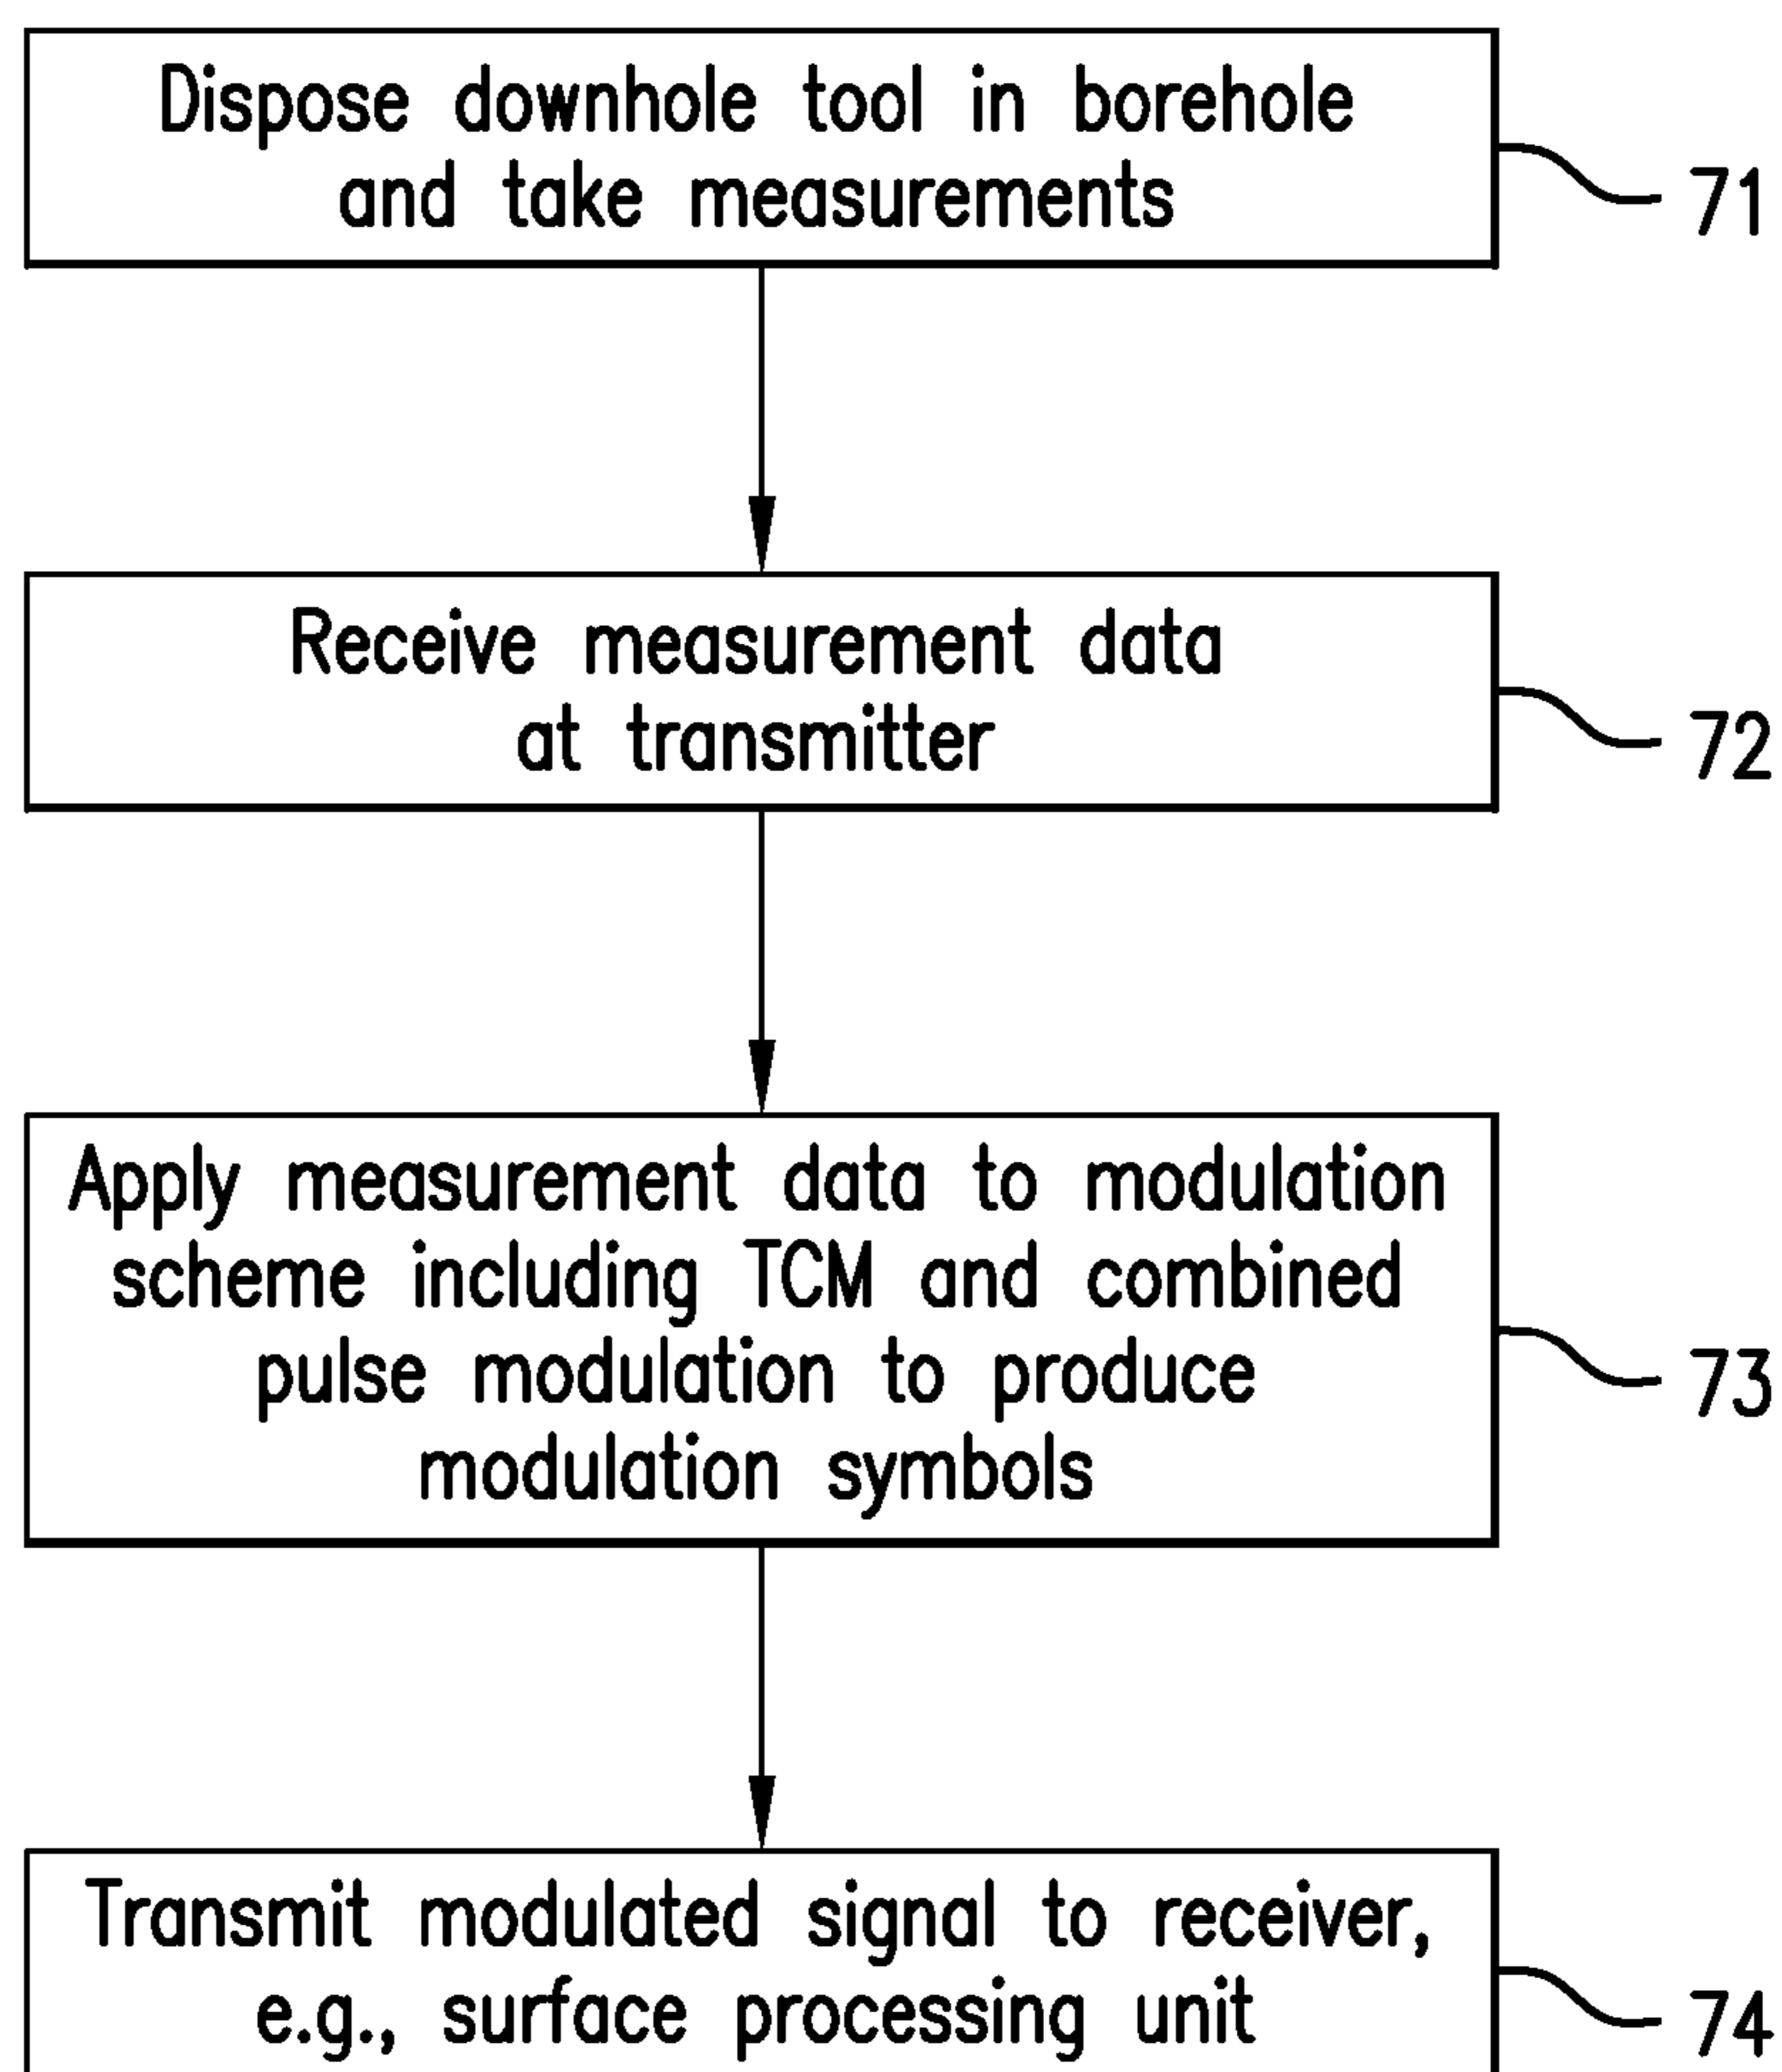 Dispose downhole tool in borehole
and take measurements
71
Receive measurement data
at transmitter
72
Apply measurement data to modulation
scheme including TCM and combined
pulse modulation to produce
modulation symbols
73
Transmit modulated signal to receiver,
e.g., surface processing unit
74